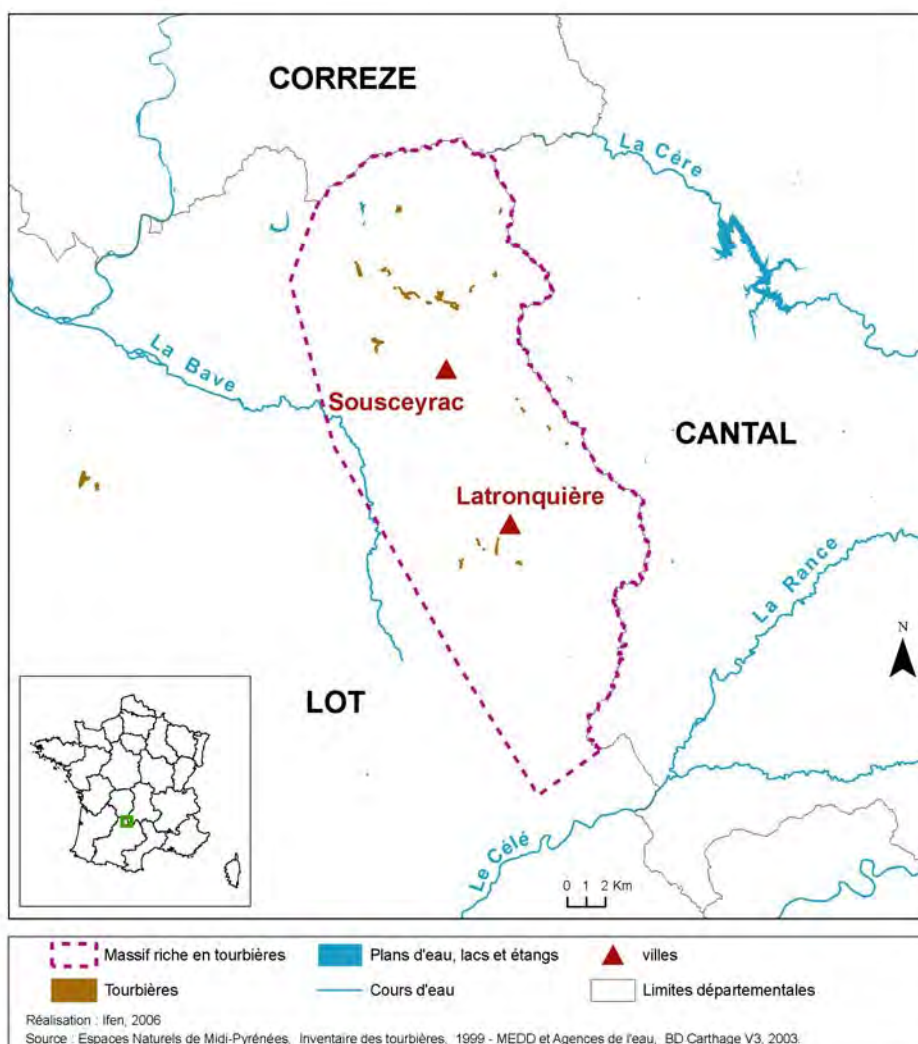 CORREZE
La Cère
La Bave
Sousceyrac
CANTAL
Latronquière
La Rance
N
LOT
Le Célé
0 1 2 Km
Massif riche en tourbières
Plans d'eau, lacs et étangs
villes
Tourbières
Cours d'eau
Limites départementales
Réalisation : Ifen, 2006
Source : Espaces Naturels de Midi-Pyrénées, Inventaire des tourbières, 1999 - MEDD et Agences de l'eau, BD Carthage V3, 2003.